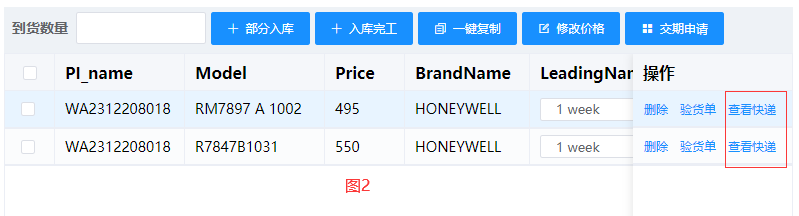 到货数量 部分入库 入库完工 一键复制 修改价格 交期申请
PI_name Model Price BrandName LeadingNam 操作
WA2312208018 RM7897 A 1002 495 HONEYWELL 1 week 删除 验货单 查看快递
WA2312208018 R7847B1031 550 HONEYWELL 1 week 删除 验货单 查看快递
图2